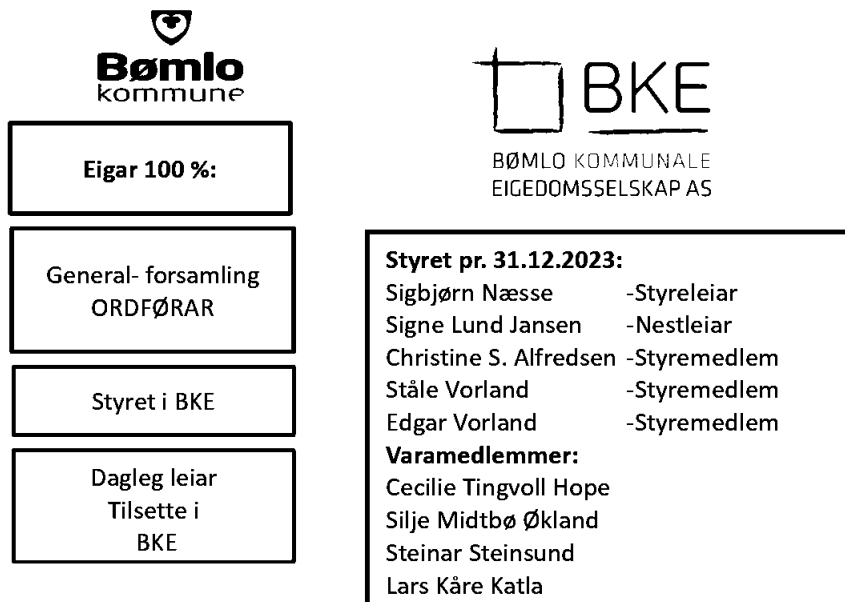 Bømlo
kommune
Eigar 100 %:
General- forsamling
ORDFØRAR
Styret i BKE
Dagleg leiar
Tilsette i
BKE
BKE
BØMLO KOMMUNALE
EIGEDOMSSELSKAP AS
Styret pr. 31.12.2023:
Sigbjørn Næsse -Styreleiar
Signe Lund Jansen -Nestleiar
Christine S. Alfredsen -Styremedlem
Ståle Vorland -Styremedlem
Edgar Vorland -Styremedlem
Varamedlemmer:
Cecilie Tingvoll Hope
Silje Midtbø Økland
Steinar Steinsund
Lars Kåre Katla